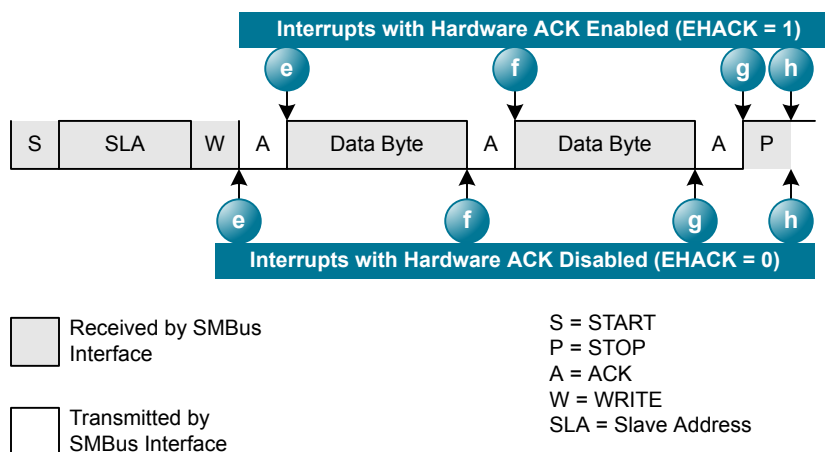 Interrupts with Hardware ACK Enabled (EHACK = 1)
e f g h
S SLA W A Data Byte A Data Byte A P
e f g h
Interrupts with Hardware ACK Disabled (EHACK = 0)
Received by SMBus
Interface
Transmitted by
SMBus Interface
S = START
P = STOP
A = ACK
W = WRITE
SLA = Slave Address